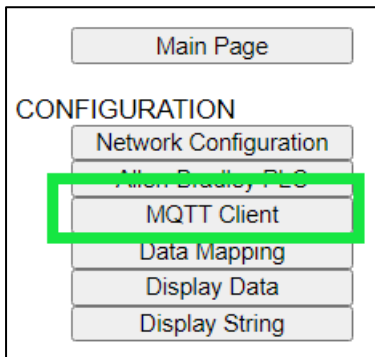 Main Page
CONFIGURATION
Network Configuration
Allen Bradley PLC
MQTT Client
Data Mapping
Display Data
Display String